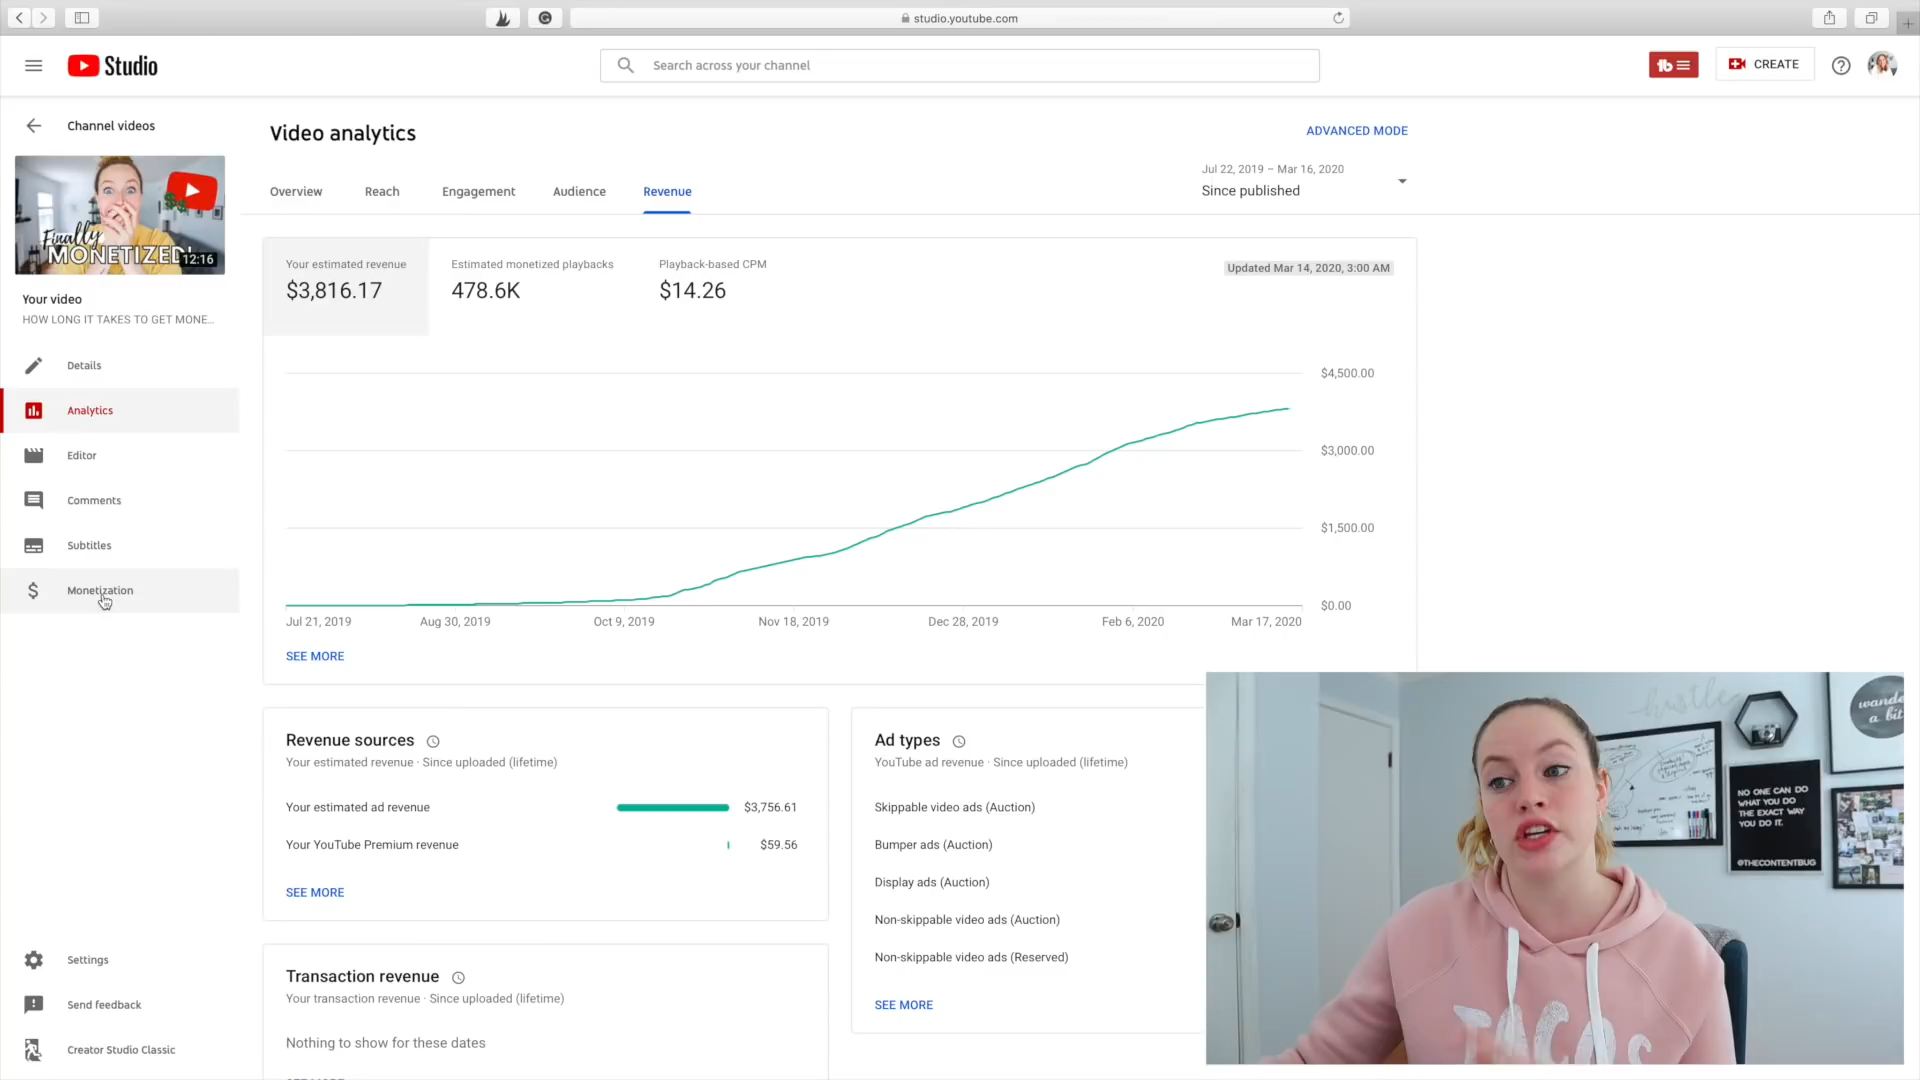 studio.youtube.com
Studio
Search across your channel
CREATE
Channel videos
Finally
MONETIZED!
12:16
Your video
HOW LONG IT TAKES TO GET MONE...
Details
Analytics
Editor
Comments
Subtitles
Monetization
Settings
Send feedback
Creator Studio Classic
Video analytics
ADVANCED MODE
Overview
Reach
Engagement
Audience
Revenue
Jul 22, 2019 – Mar 16, 2020
Since published
Your estimated revenue
$3,816.17
Estimated monetized playbacks
478.6K
Playback-based CPM
$14.26
Updated Mar 14, 2020, 3:00 AM
$4,500.00
$3,000.00
$1,500.00
$0.00
Jul 21, 2019
Aug 30, 2019
Oct 9, 2019
Nov 18, 2019
Dec 28, 2019
Feb 6, 2020
Mar 17, 2020
SEE MORE
Revenue sources
Your estimated revenue · Since uploaded (lifetime)
Your estimated ad revenue
$3,756.61
Your YouTube Premium revenue
$59.56
SEE MORE
Transaction revenue
Your transaction revenue · Since uploaded (lifetime)
Nothing to show for these dates
Ad types
YouTube ad revenue · Since uploaded (lifetime)
Skippable video ads (Auction)
Bumper ads (Auction)
Display ads (Auction)
Non-skippable video ads (Auction)
Non-skippable video ads (Reserved)
SEE MORE
hustle
a bit
NO ONE CAN DO
WHAT YOU DO
THE EXACT WAY
YOU DO IT.
@THECONTENTBUG